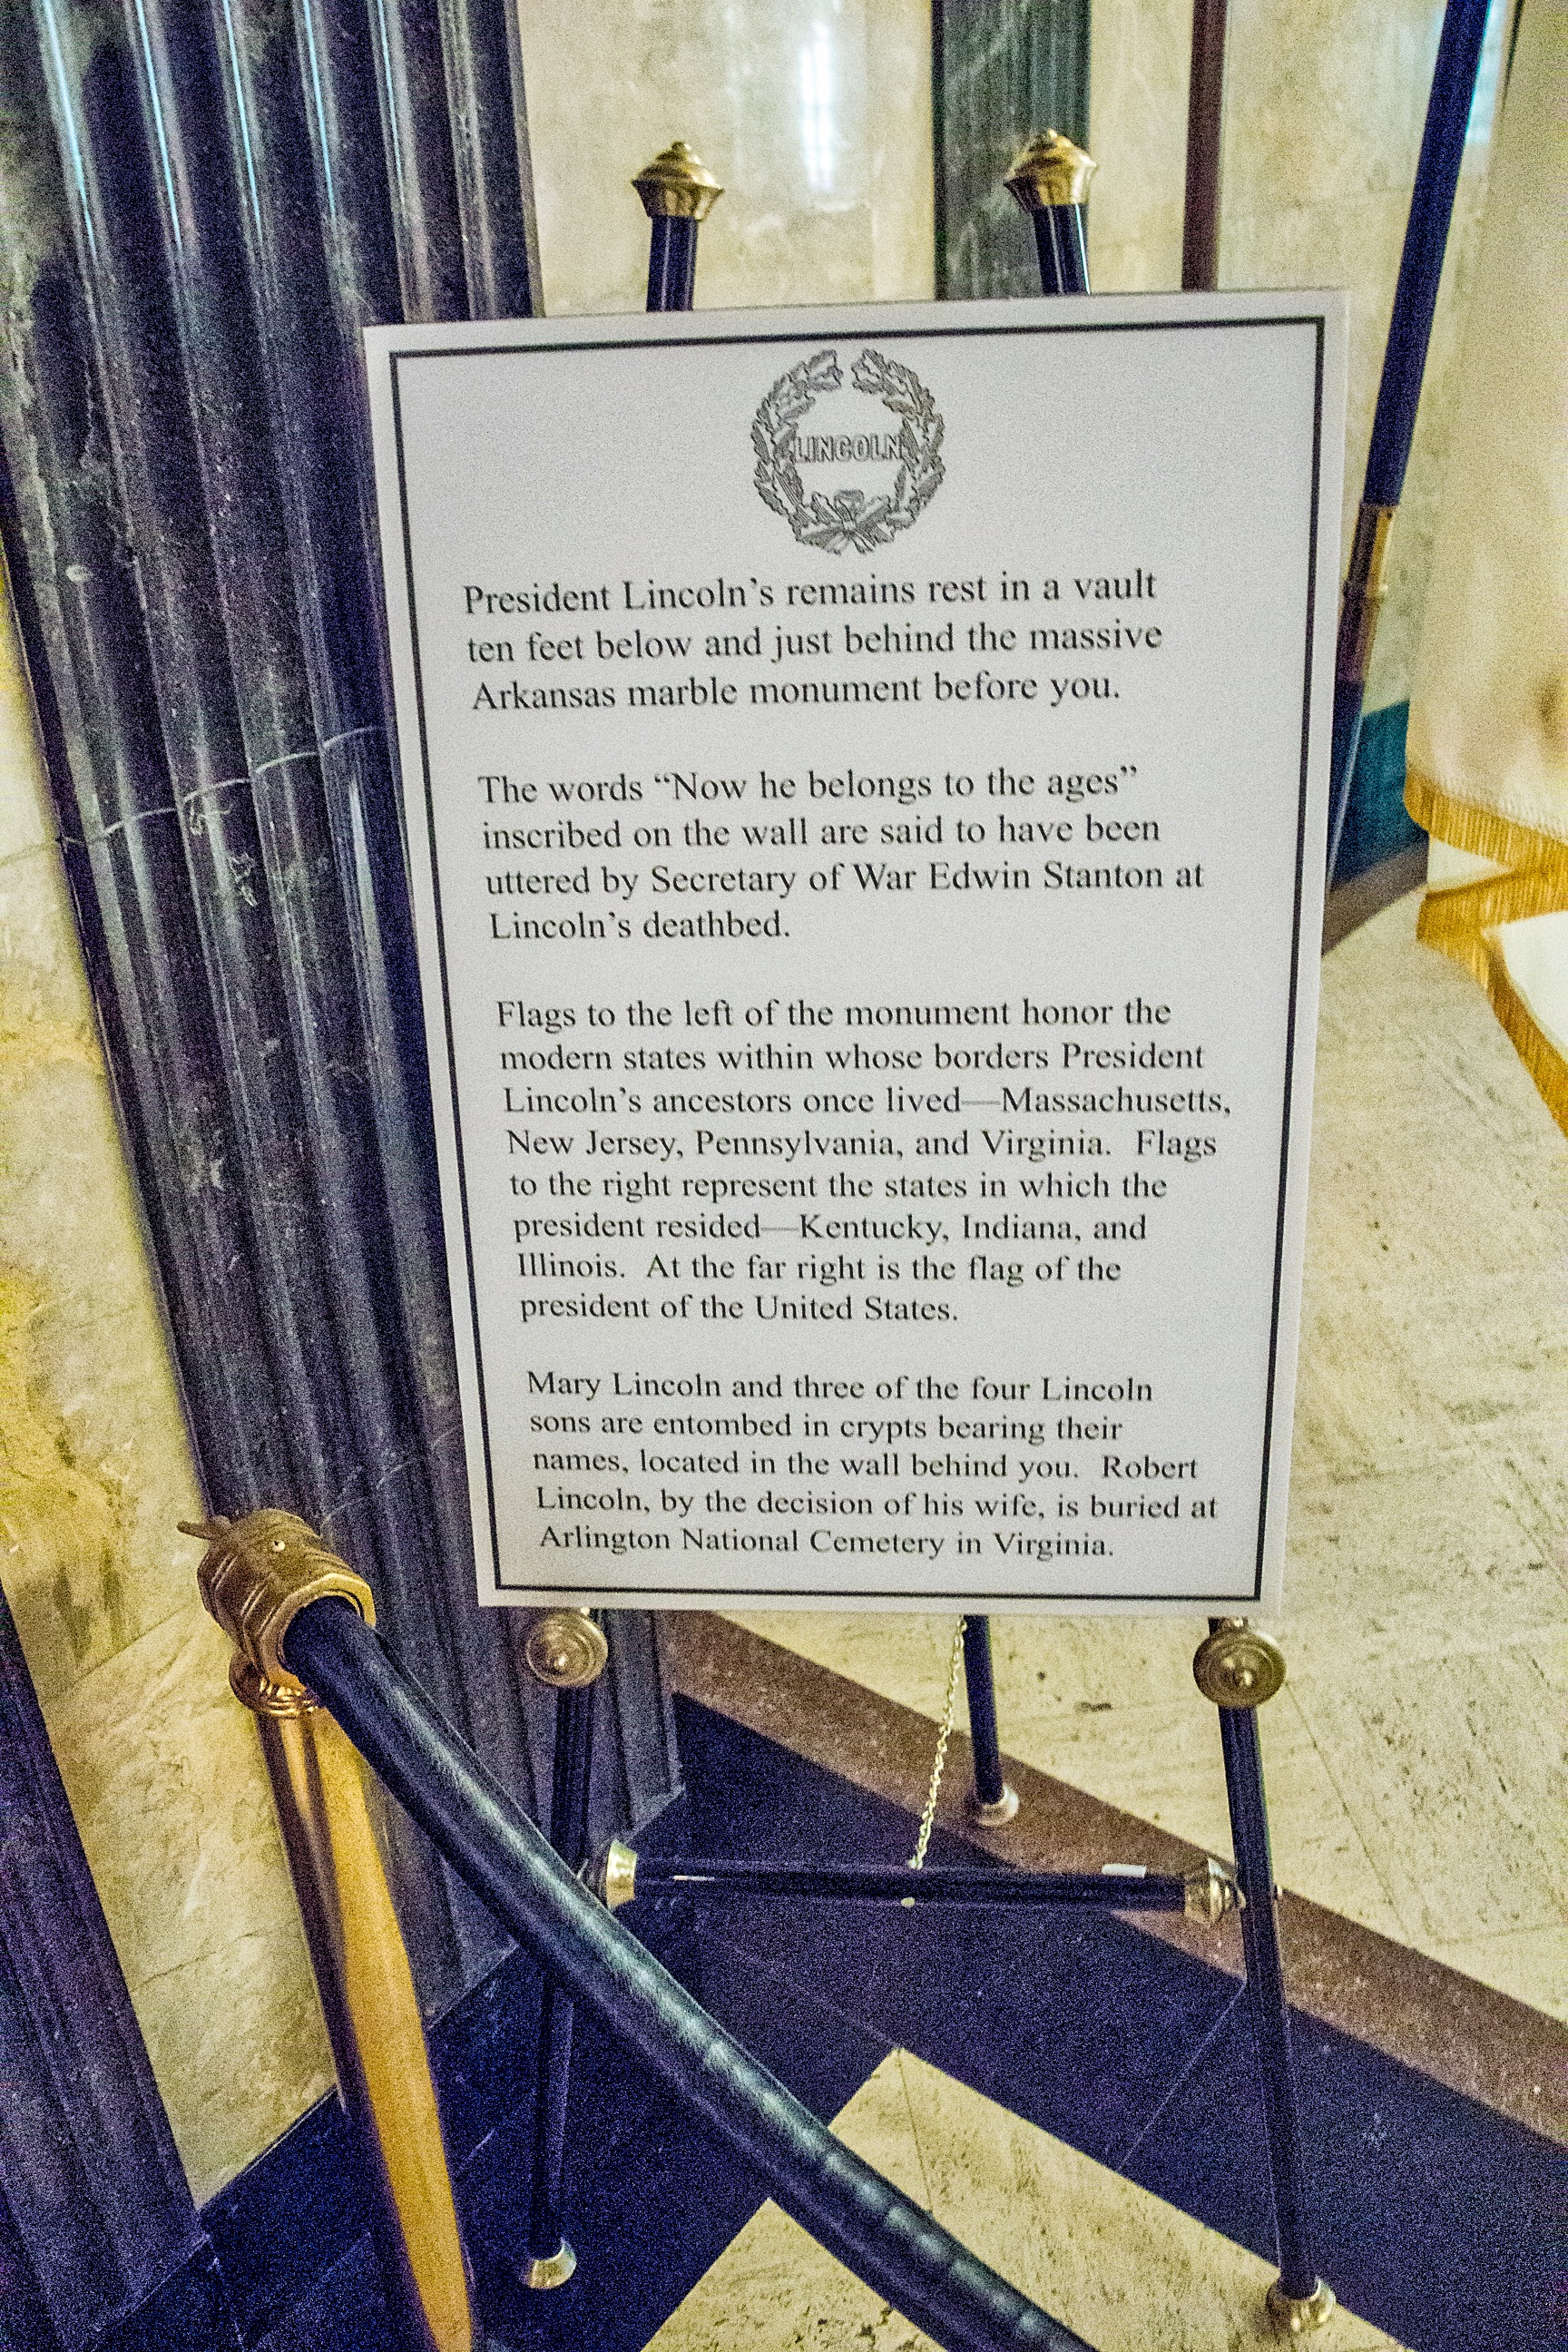 LINCOLN
President Lincoln's remains rest in a vault
ten feet below and just behind the massive
Arkansas marble monument before you.
The words “Now he belongs to the ages”
inscribed on the wall are said to have been
uttered by Secretary of War Edwin Stanton at
Lincoln's deathbed.
Flags to the left of the monument honor the
modern states within whose borders President
Lincoln's ancestors once lived—Massachusetts,
New Jersey, Pennsylvania, and Virginia. Flags
to the right represent the states in which the
president resided—Kentucky, Indiana, and
Illinois. At the far right is the flag of the
president of the United States.
Mary Lincoln and three of the four Lincoln
sons are entombed in crypts bearing their
names, located in the wall behind you. Robert
Lincoln, by the decision of his wife, is buried at
Arlington National Cemetery in Virginia.